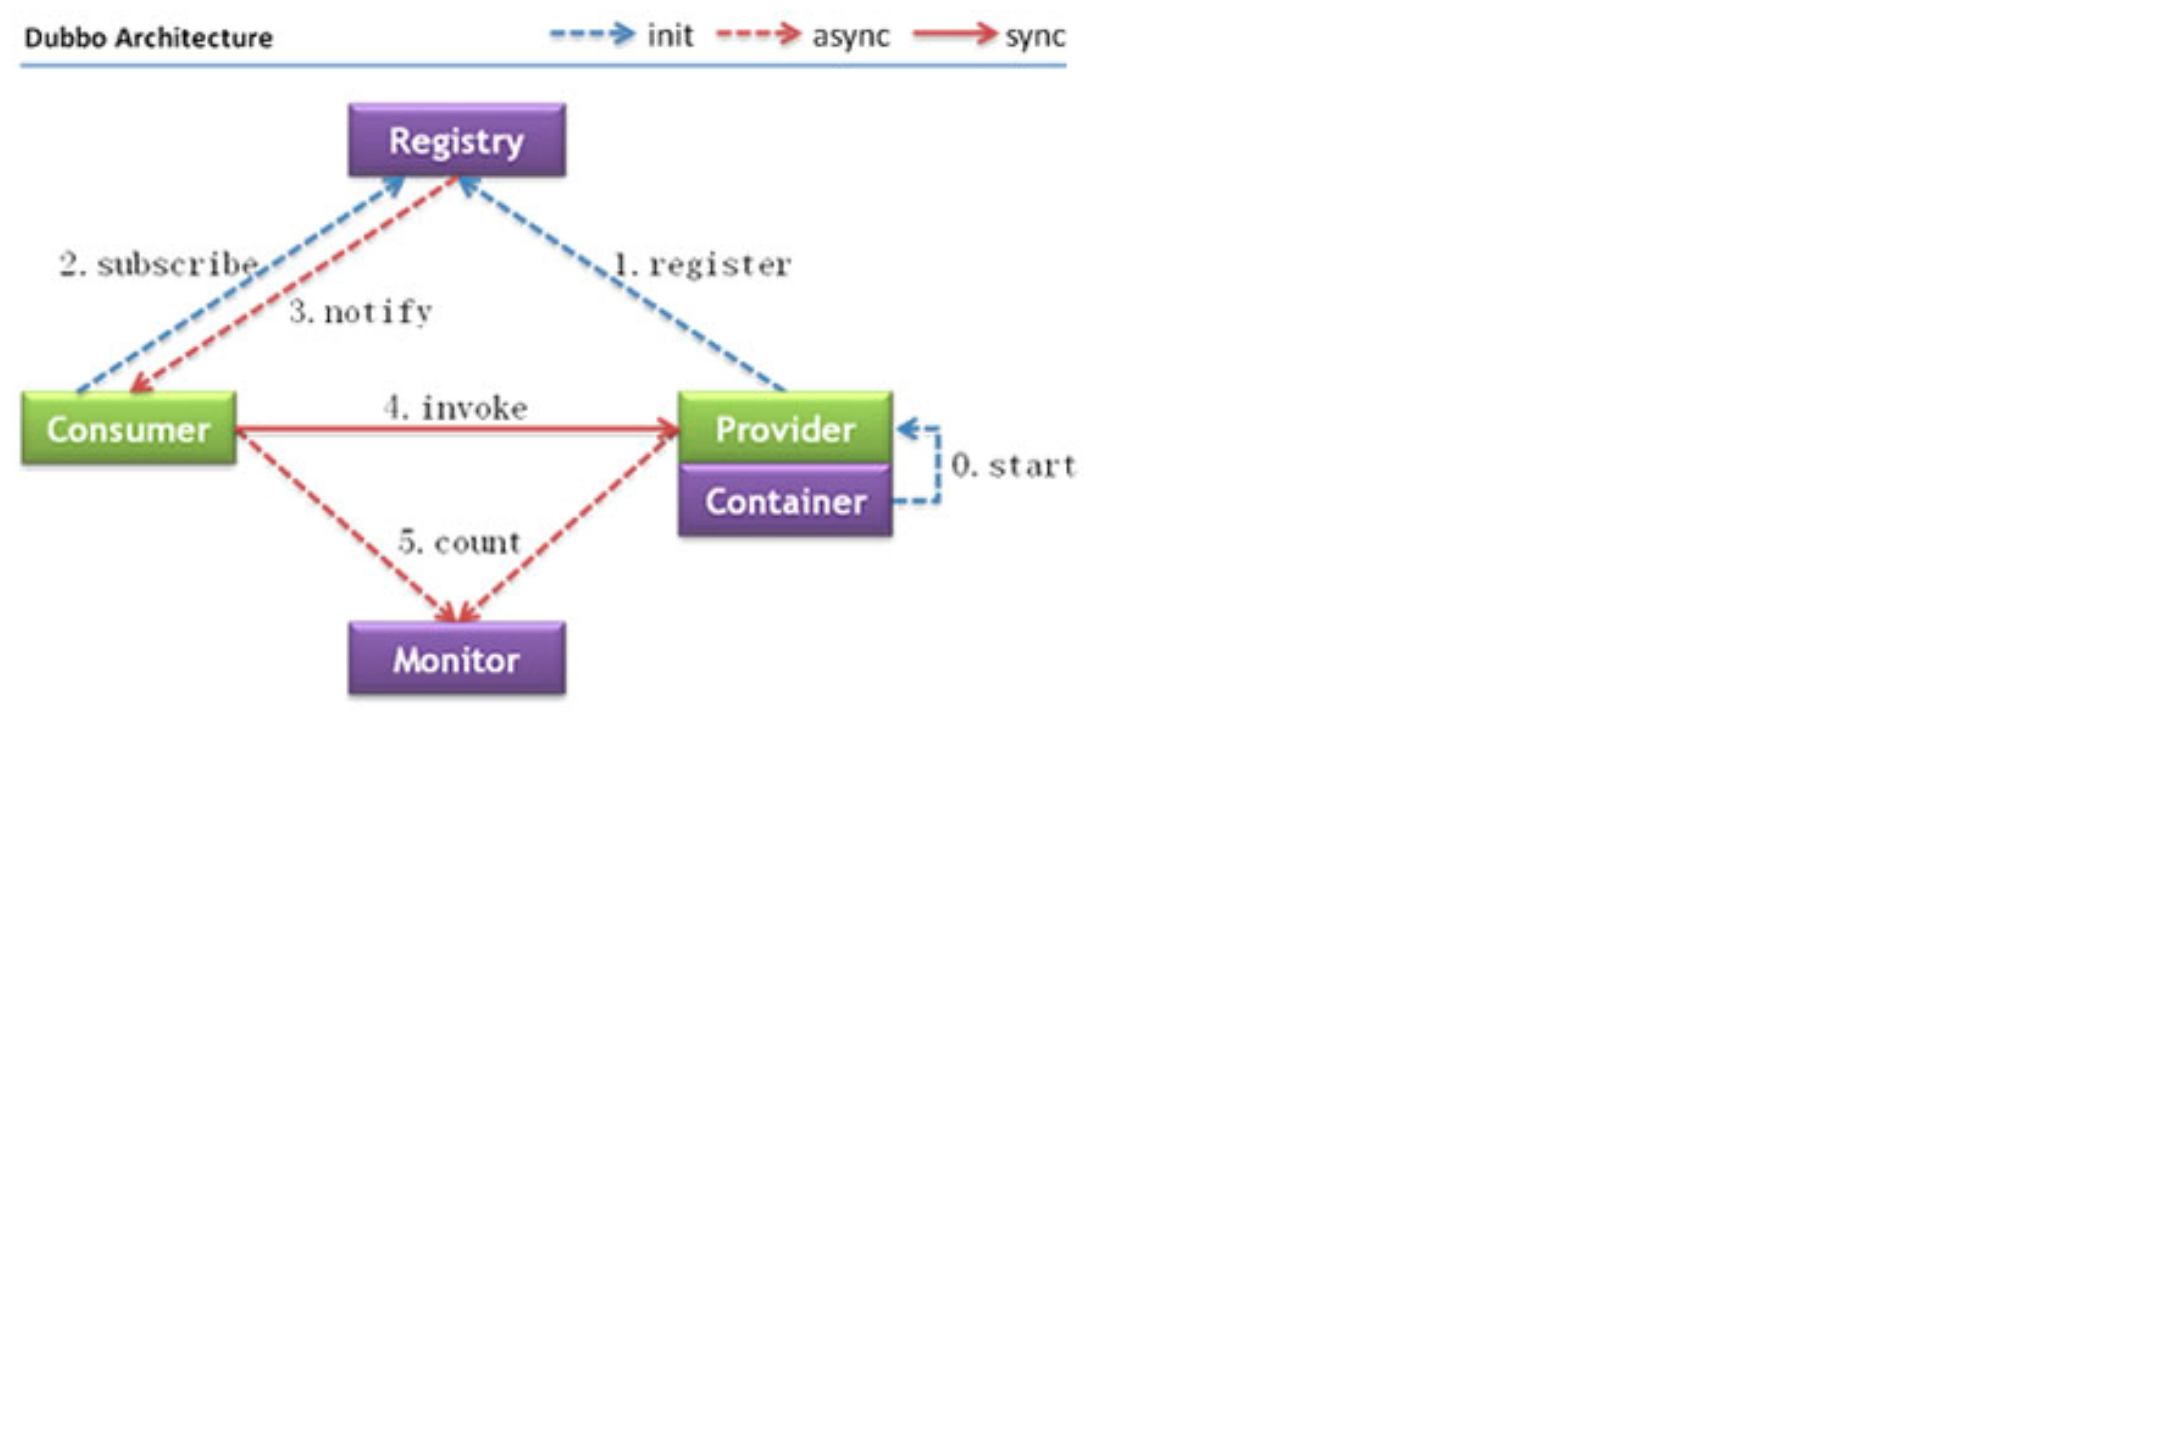 Dubbo Architecture
init
async
sync
Registry
2. subscribe
1. register
3. notify
Consumer
4. invoke
Provider
0. start
Container
5. count
Monitor